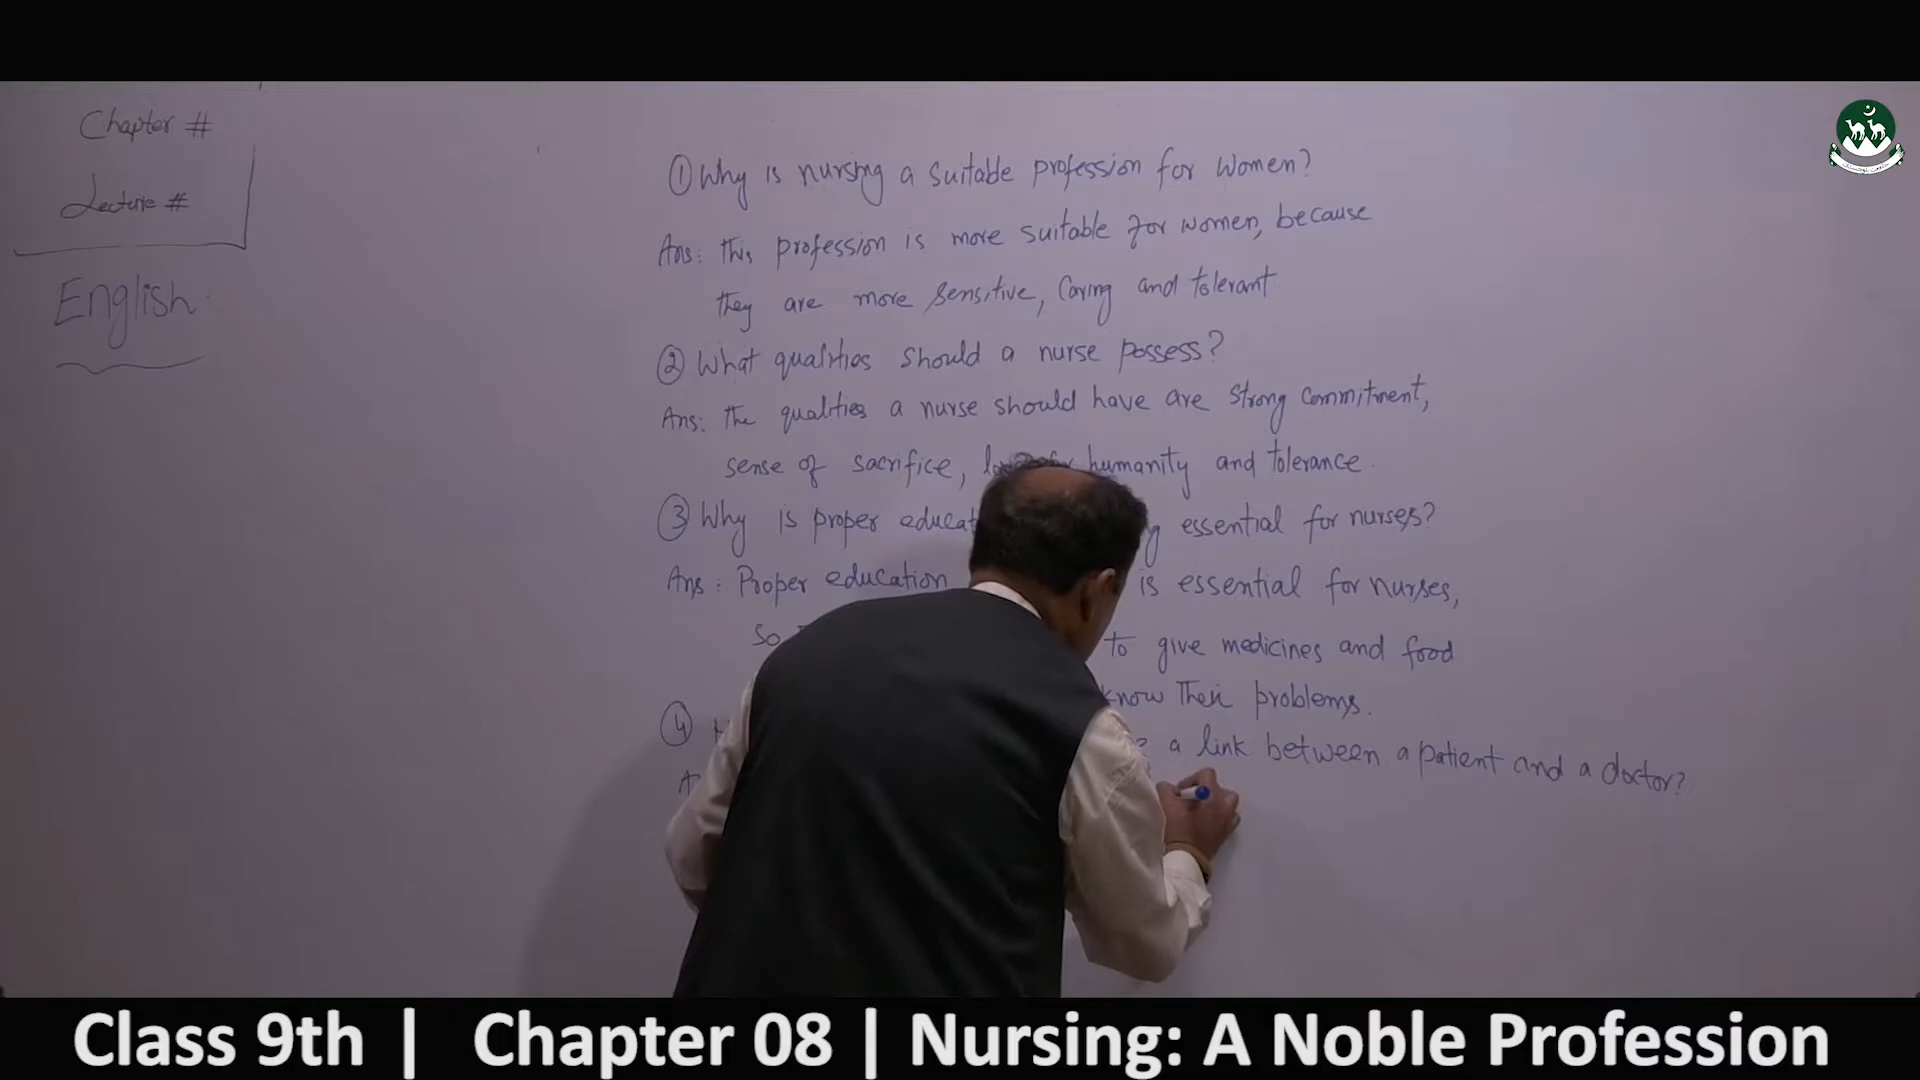 Chapter #
Lecture #
English
① Why is nursing a suitable profession for women?
Ans: This profession is more suitable for women, because
they are more sensitive, Caring and tolerant
② What qualities should a nurse possess?
Ans: The qualities a nurse should have are strong commitment,
sense of sacrifice, humanity and tolerance
③ Why is proper essential for nurses?
Ans: Proper education is essential for nurses,
So to give medicines and food
know their problems.
④ a link between a patient and a doctor?
Class 9th | Chapter 08 | Nursing: A Noble Profession